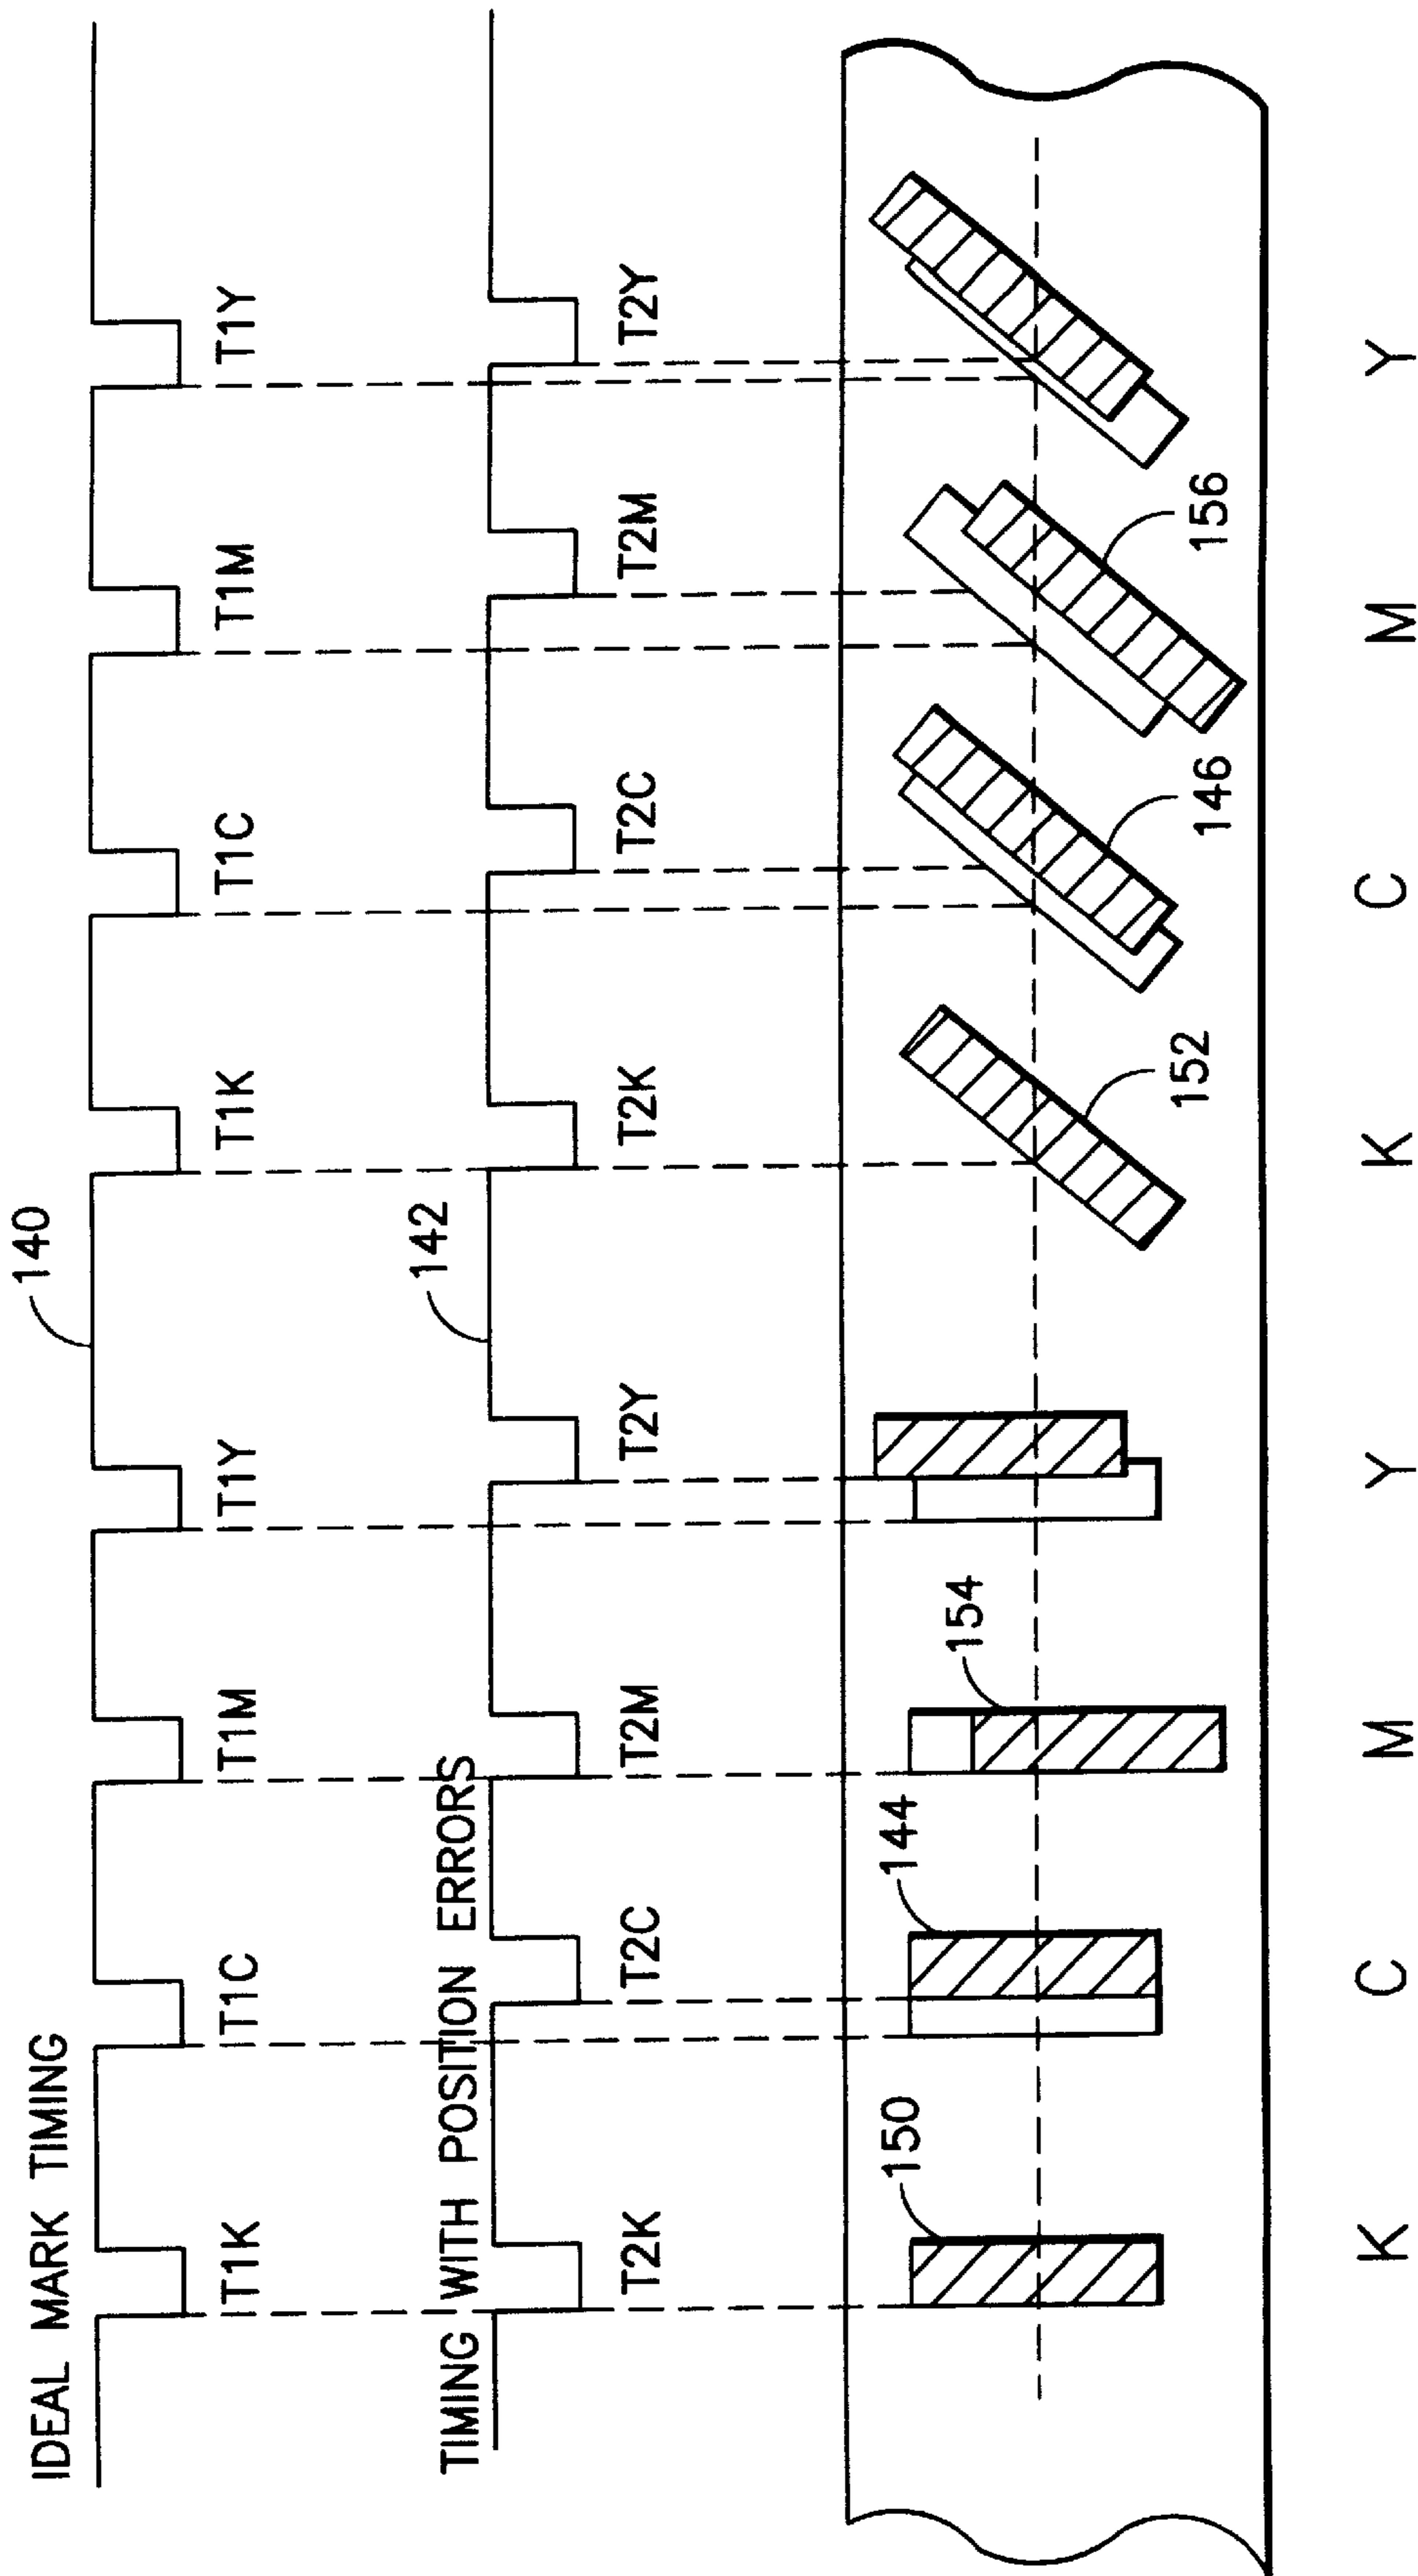 140
IDEAL MARK TIMING
T1K T1C T1M T1Y T1K T1C T1M T1Y
142
TIMING WITH POSITION ERRORS
T2K T2C T2M T2Y T2K T2C T2M T2Y
150 144 154
152 146 156
K C M Y K C M Y